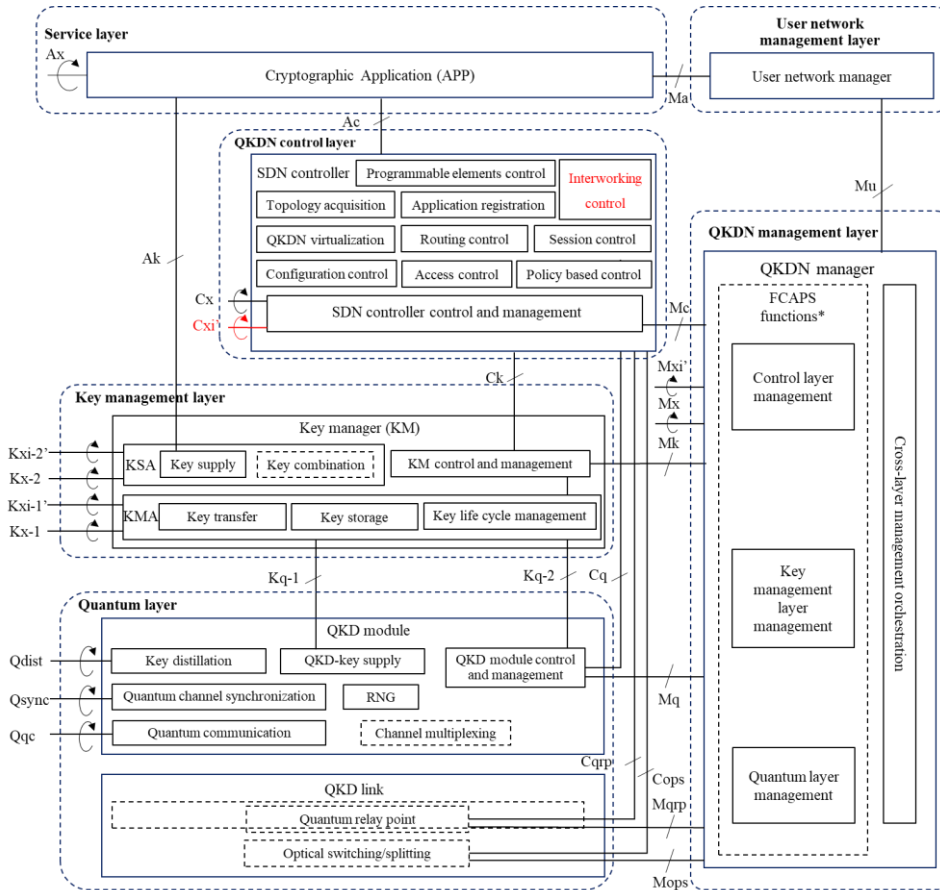 Service layer
Ax
Cryptographic Application (APP)
User network
management layer
User network manager
Ma
Ac
Ak
Mu
QKDN control layer
SDN controller
Programmable elements control
Interworking
control
Topology acquisition
Application registration
QKDN virtualization
Routing control
Session control
Configuration control
Access control
Policy based control
Cx
Cxi'
SDN controller control and management
Mc
Ck
QKDN management layer
QKDN manager
FCAPS
functions*
Control layer
management
Key
management
layer
management
Quantum layer
management
Cross-layer management orchestration
Mxi'
Mx
Mk
Key management layer
Key manager (KM)
Kxi-2'
Kx-2
Kxi-1'
Kx-1
KSA
Key supply
Key combination
KM control and management
KMA
Key transfer
Key storage
Key life cycle management
Kq-1
Kq-2
Cq
Quantum layer
QKD module
Qdist
Key distillation
QKD-key supply
QKD module control
and management
Qsync
Quantum channel synchronization
RNG
Mq
Qqc
Quantum communication
Channel multiplexing
Cqrp
Cops
QKD link
Quantum relay point
Mqrp
Optical switching/splitting
Mops